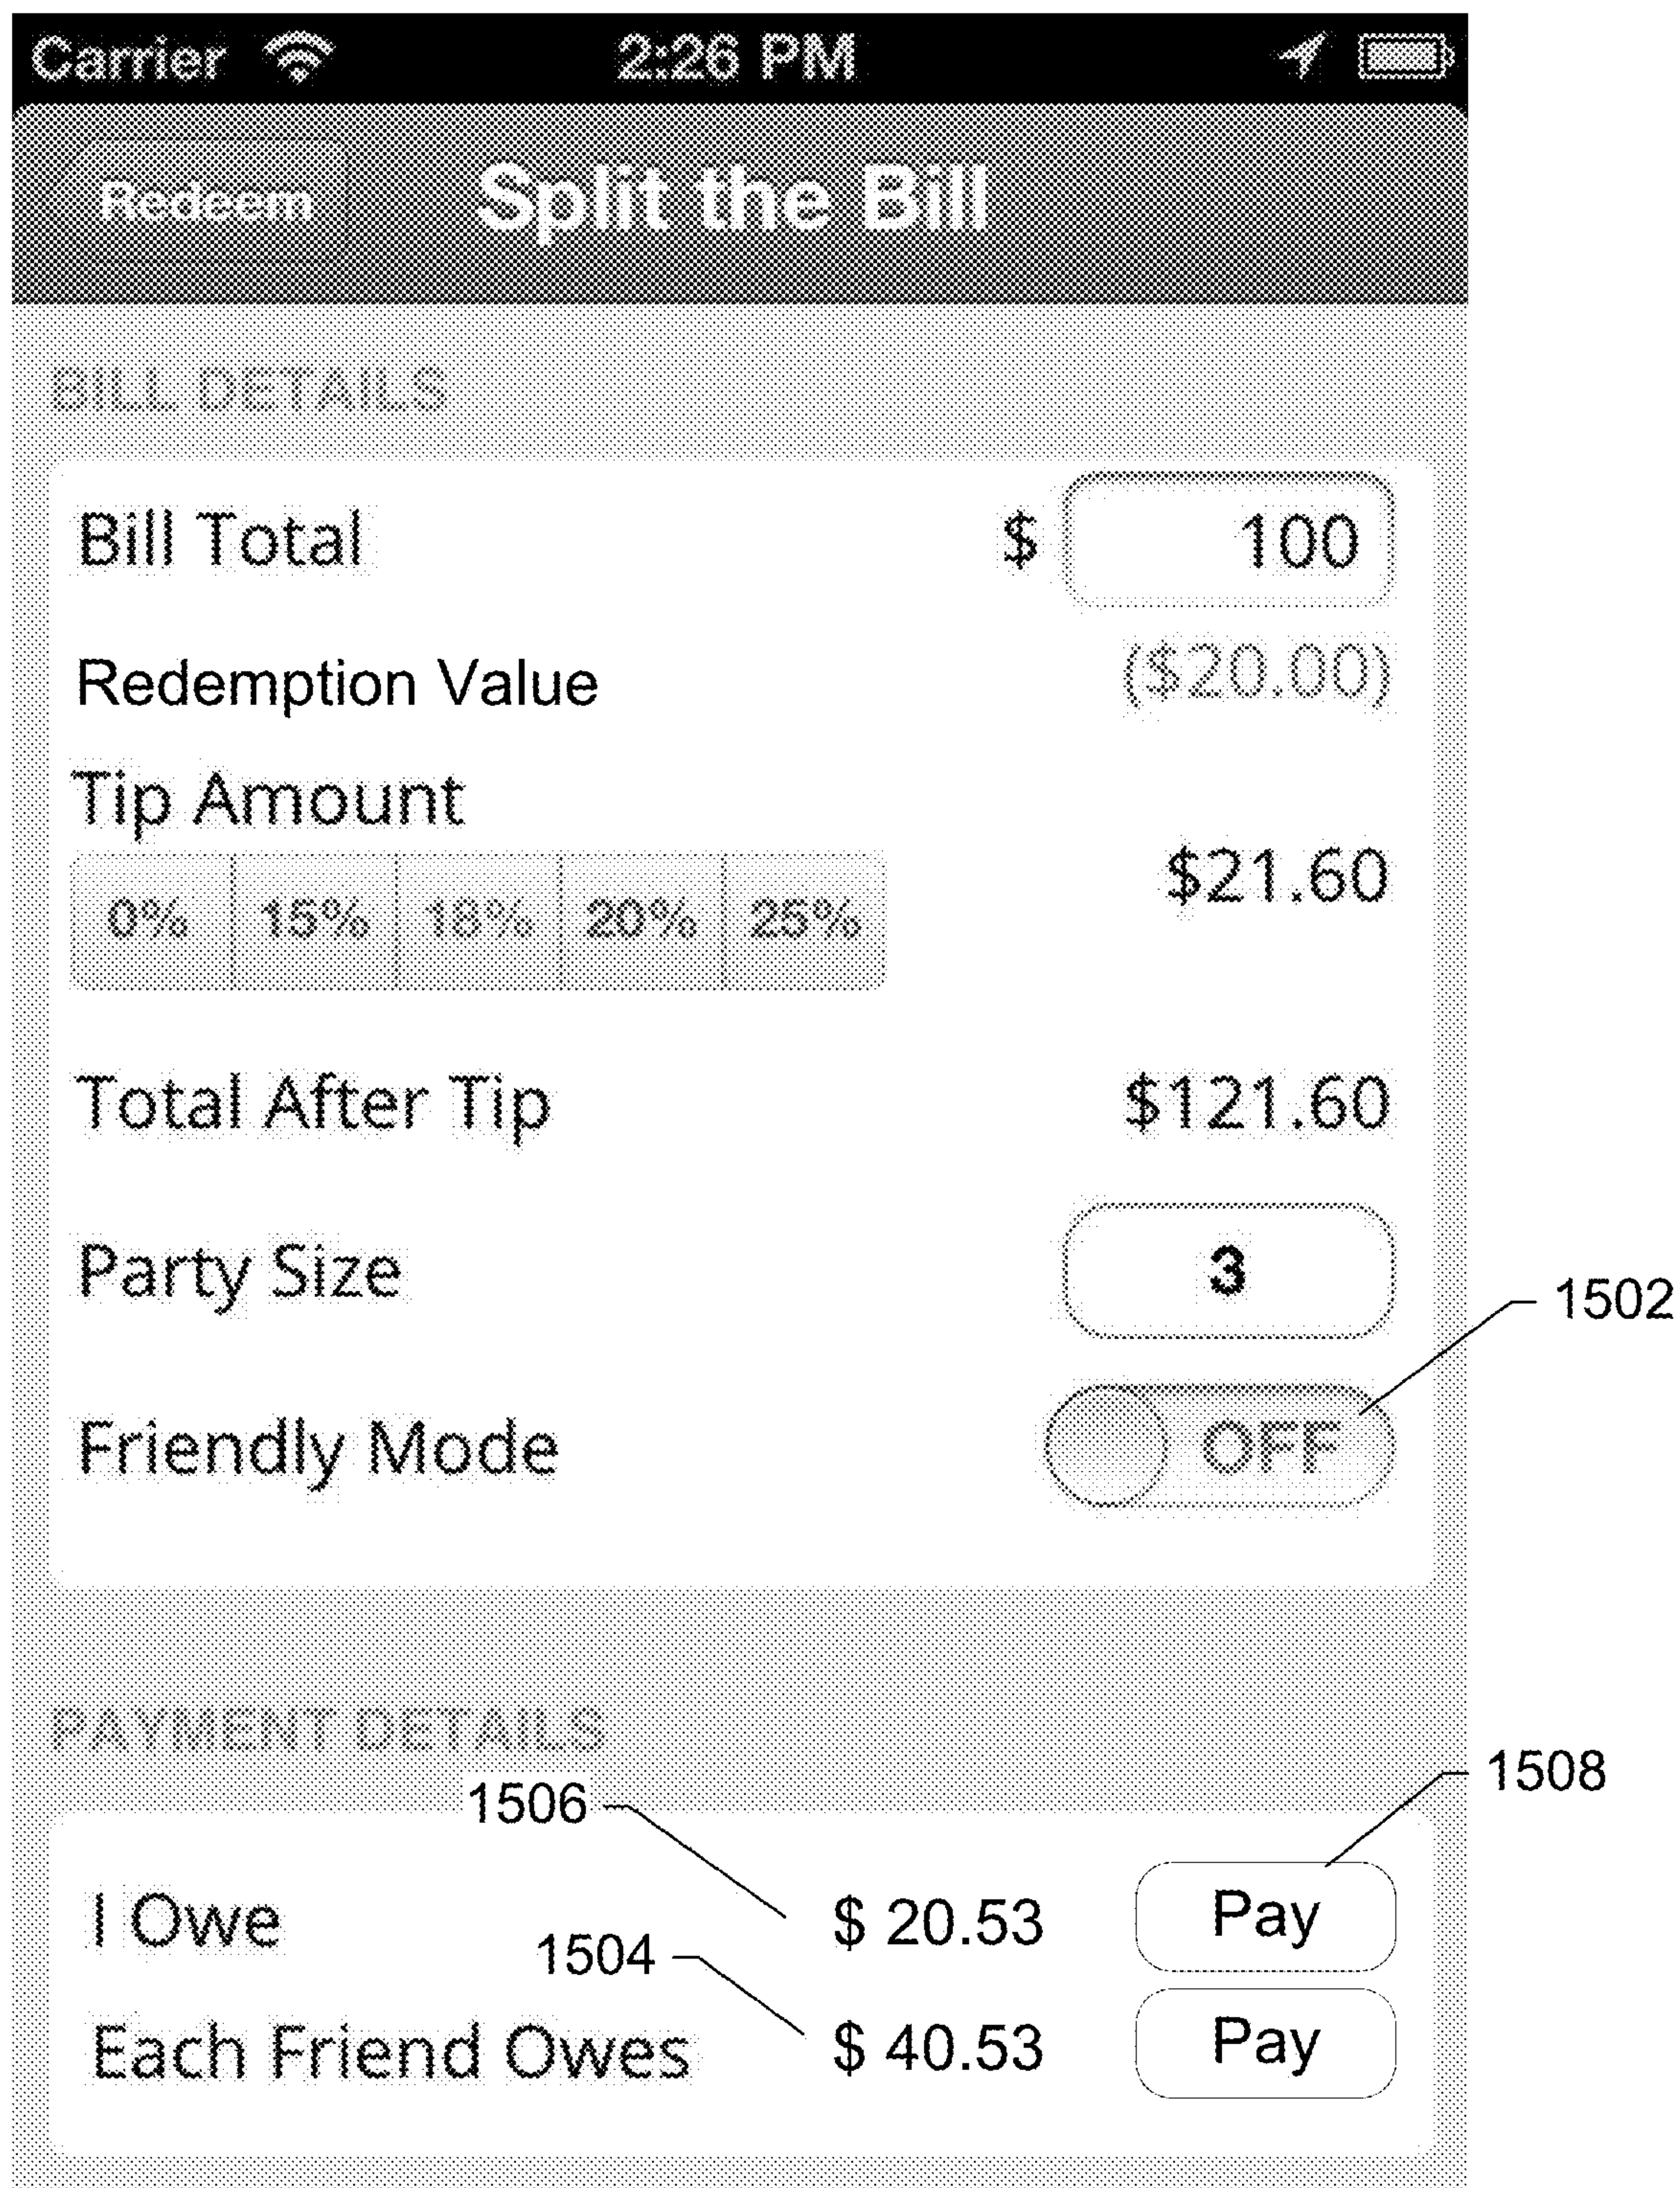 Carrier 2:26 PM
Redeem Split the Bill
BILL DETAILS
Bill Total $ 100
Redemption Value ($20.00)
Tip Amount
$21.60
0% 15% 18% 20% 25%
Total After Tip $121.60
Party Size 3
1502
Friendly Mode OFF
PAYMENT DETAILS
1508
1506
I Owe $ 20.53 Pay
1504
Each Friend Owes $ 40.53 Pay